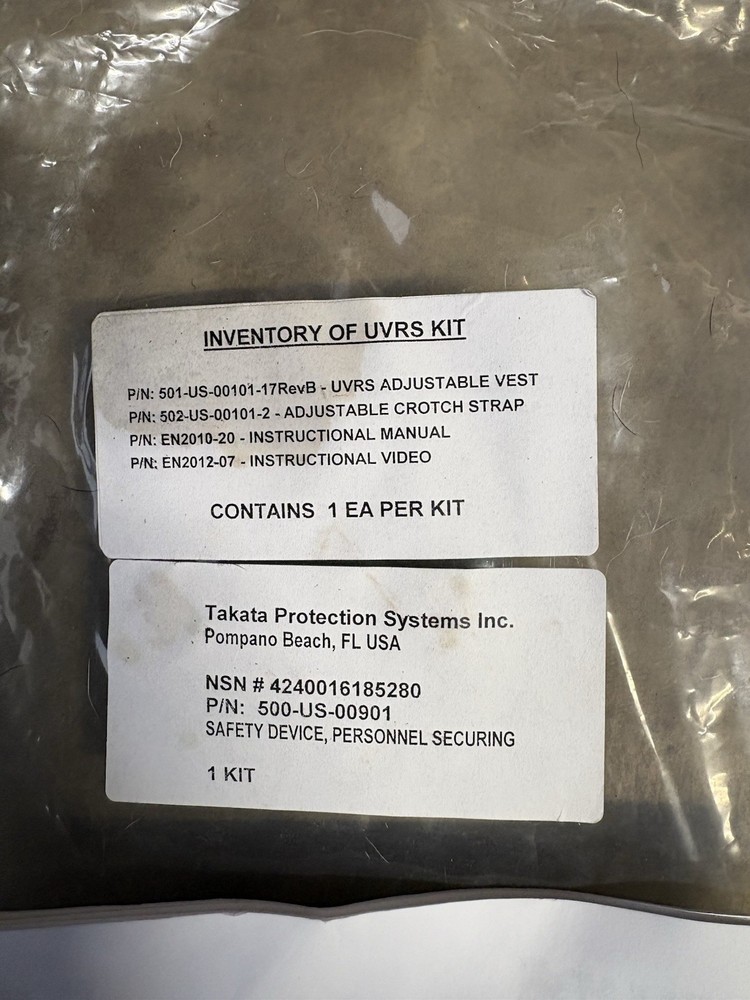 INVENTORY OF UVRS KIT
P/N: 501-US-00101-17RevB - UVRS ADJUSTABLE VEST
P/N: 502-US-00101-2 - ADJUSTABLE CROTCH STRAP
P/N: EN2010-20 - INSTRUCTIONAL MANUAL
P/N: EN2012-07 - INSTRUCTIONAL VIDEO
CONTAINS 1 EA PER KIT
Takata Protection Systems Inc.
Pompano Beach, FL USA
NSN # 4240016185280
P/N: 500-US-00901
SAFETY DEVICE, PERSONNEL SECURING
1 KIT